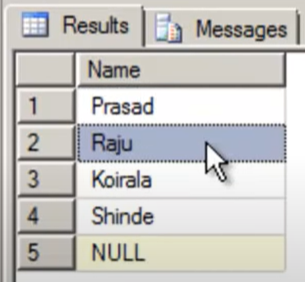 Results Messages
Name
1 Prasad
2 Raju
3 Koirala
4 Shinde
5 NULL